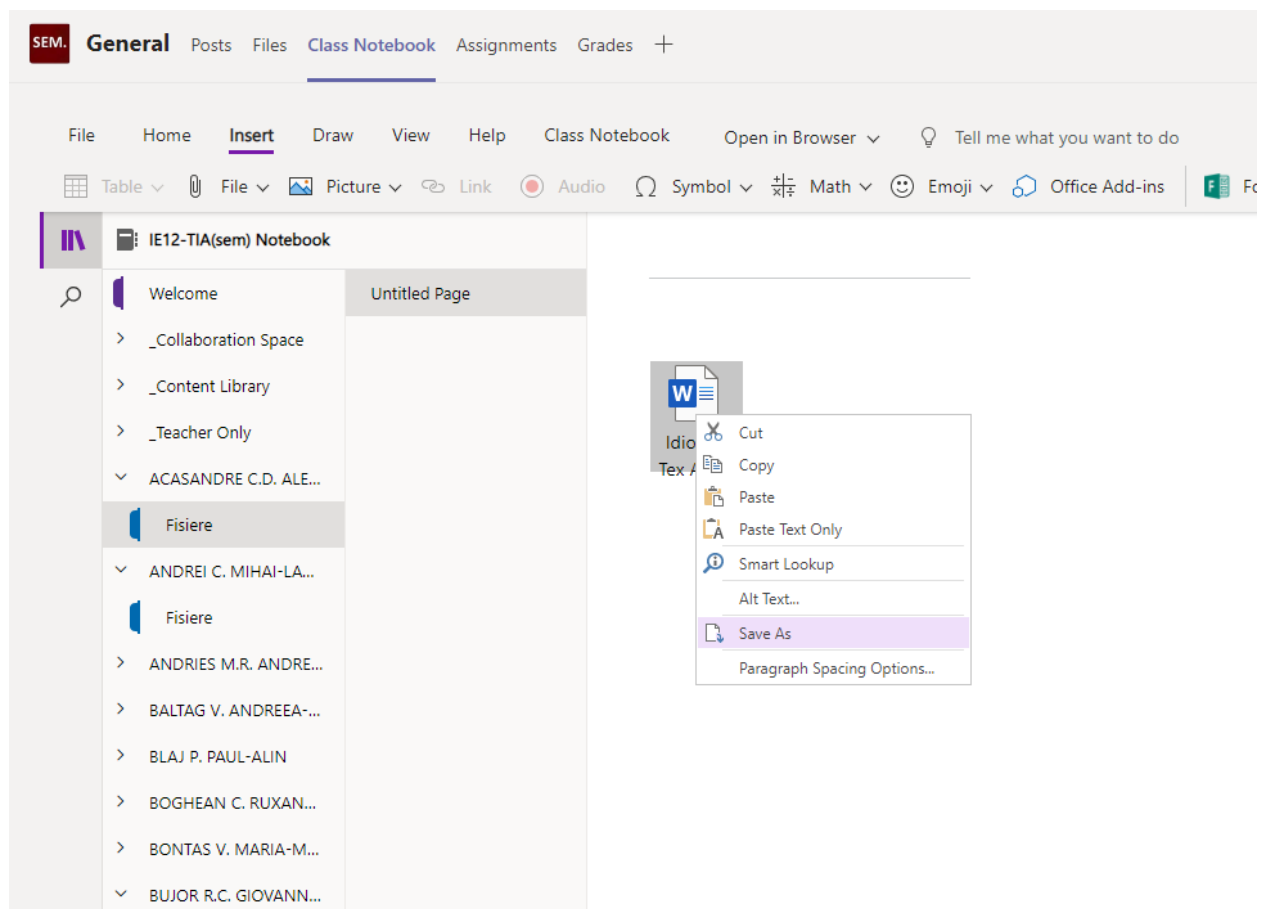 SEM. General Posts Files Class Notebook Assignments Grades
File Home Insert Draw View Help Class Notebook Open in Browser Tell me what you want to do
Table File Picture Link Audio Symbol Math Emoji Office Add-ins Fo
IE12-TIA(sem) Notebook
Welcome
Untitled Page
_Collaboration Space
_Content Library
_Teacher Only
ACASANDRE C.D. ALE...
Fisiere
ANDREI C. MIHAI-LA...
Fisiere
ANDRIES M.R. ANDRE...
BALTAG V. ANDREEA-...
BLAJ P. PAUL-ALIN
BOGHEAN C. RUXAN...
BONTAS V. MARIA-M...
BUJOR R.C. GIOVANN...
W
Idio
Tex A
Cut
Copy
Paste
Paste Text Only
Smart Lookup
Alt Text...
Save As
Paragraph Spacing Options...